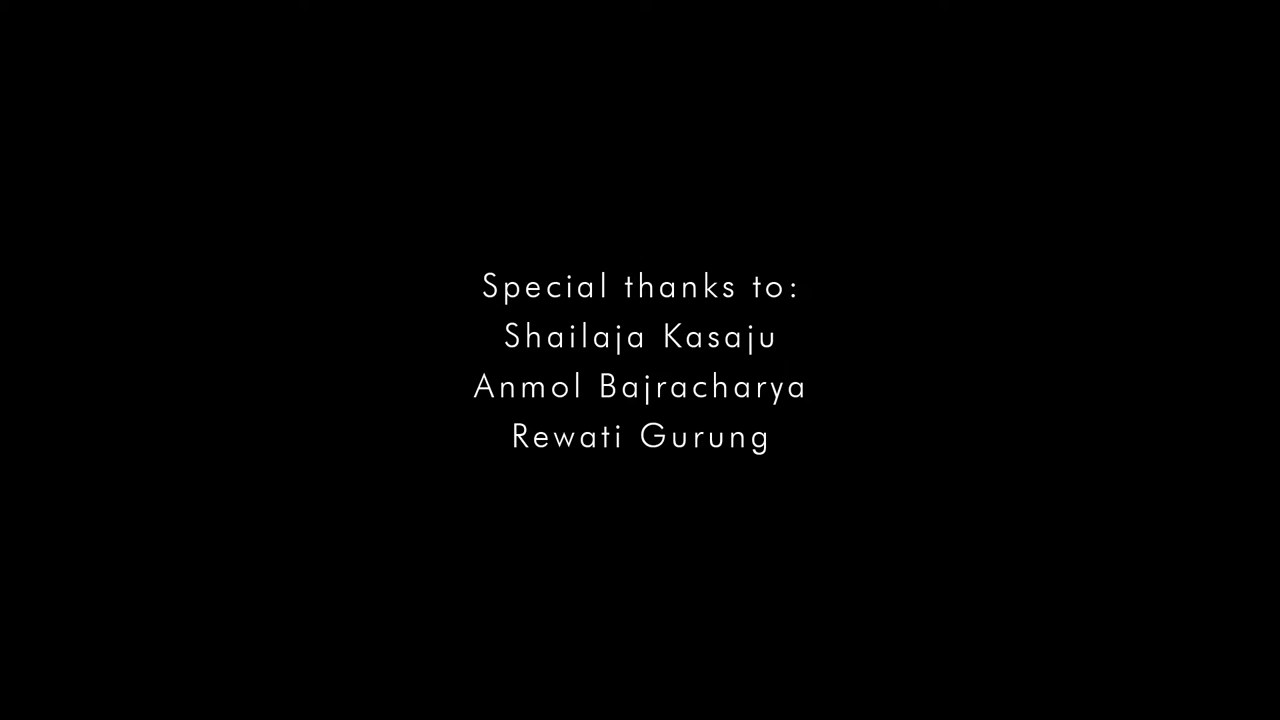 Special thanks to:
Shailaja Kasaju
Anmol Bajracharya
Rewati Gurung